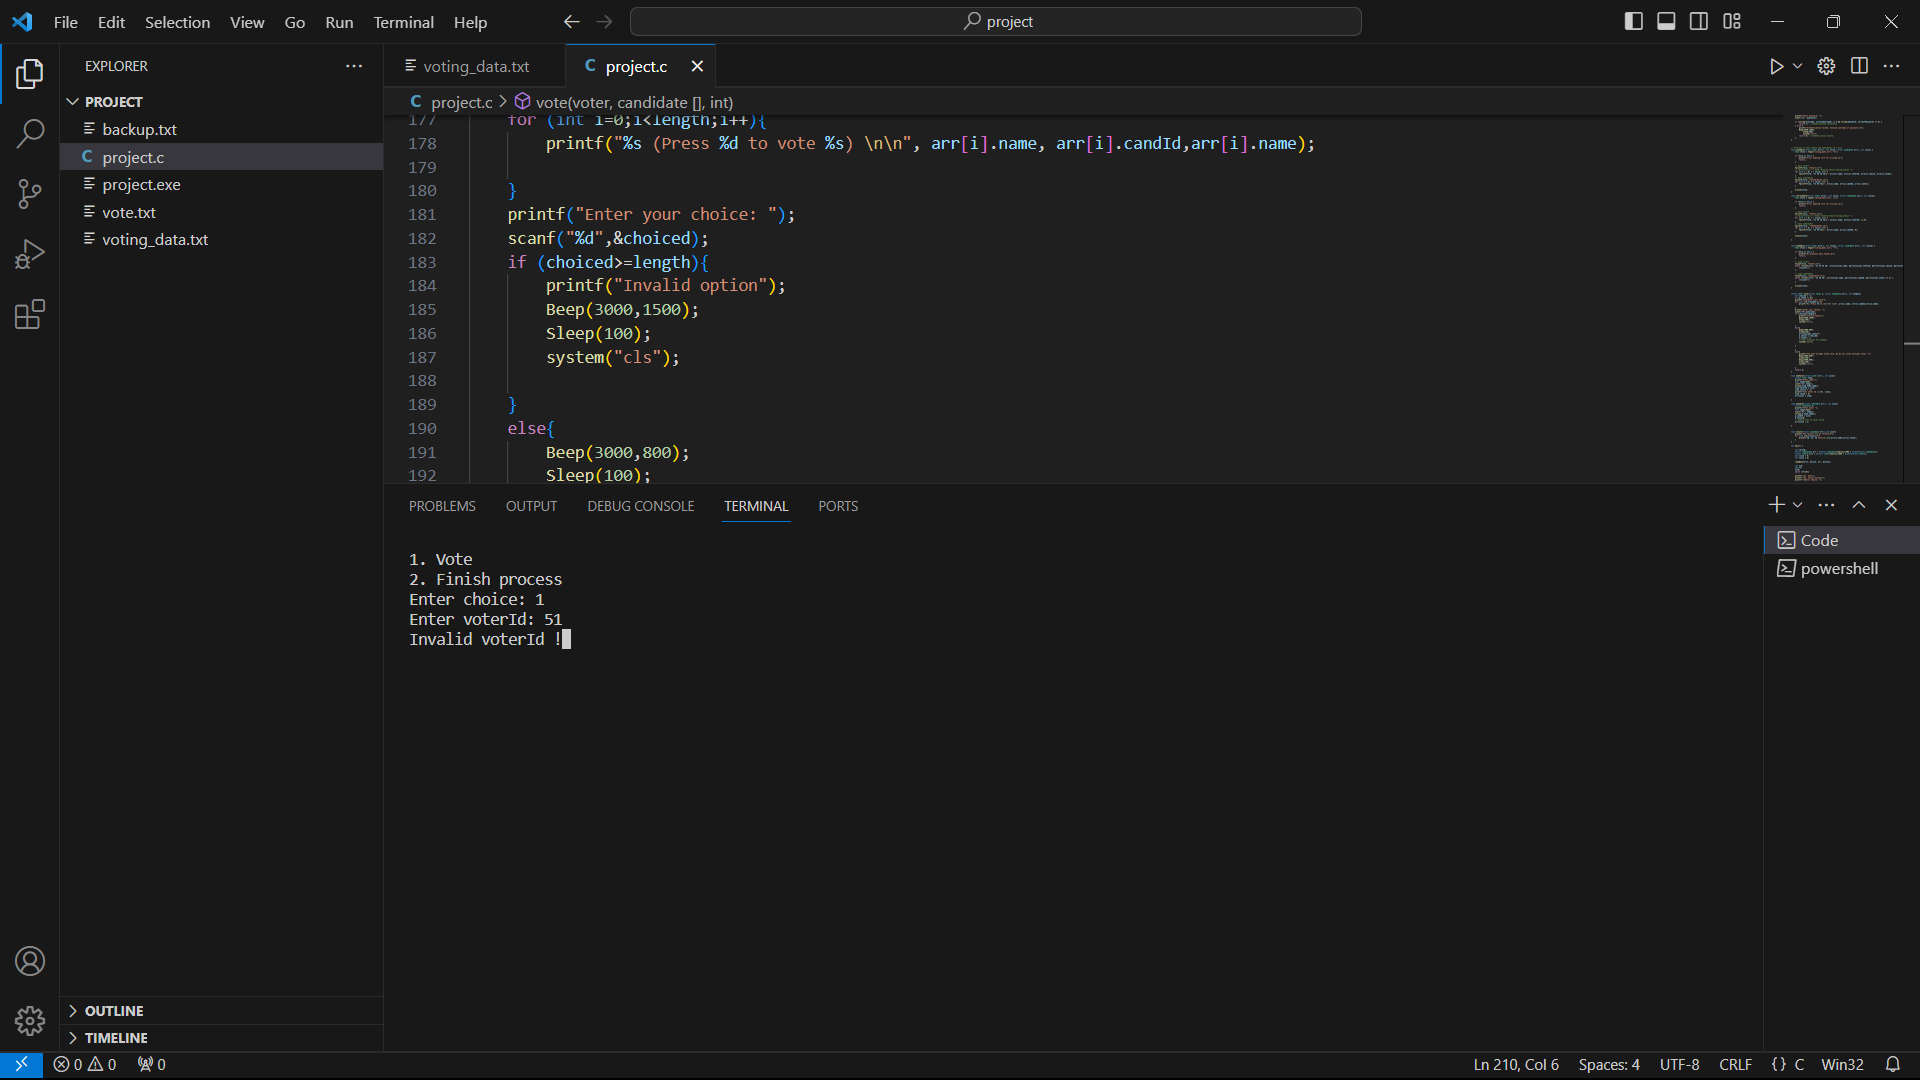 File Edit Selection View Go Run Terminal Help
project
EXPLORER
PROJECT
backup.txt
C project.c
project.exe
vote.txt
voting_data.txt
OUTLINE
TIMELINE
voting_data.txt
C project.c
C project.c > vote(voter, candidate [], int)
177 for (int i=0;i<length;i++){
178 printf("%s (Press %d to vote %s) \n\n", arr[i].name, arr[i].candId,arr[i].name);
179
180 }
181 printf("Enter your choice: ");
182 scanf("%d",&choiced);
183 if (choiced>=length){
184 printf("Invalid option");
185 Beep(3000,1500);
186 Sleep(100);
187 system("cls");
188
189 }
190 else{
191 Beep(3000,800);
192 Sleep(100);
PROBLEMS OUTPUT DEBUG CONSOLE TERMINAL PORTS
1. Vote
2. Finish process
Enter choice: 1
Enter voterId: 51
Invalid voterId !
Code
powershell
0 0 0
Ln 210, Col 6 Spaces: 4 UTF-8 CRLF {} C Win32